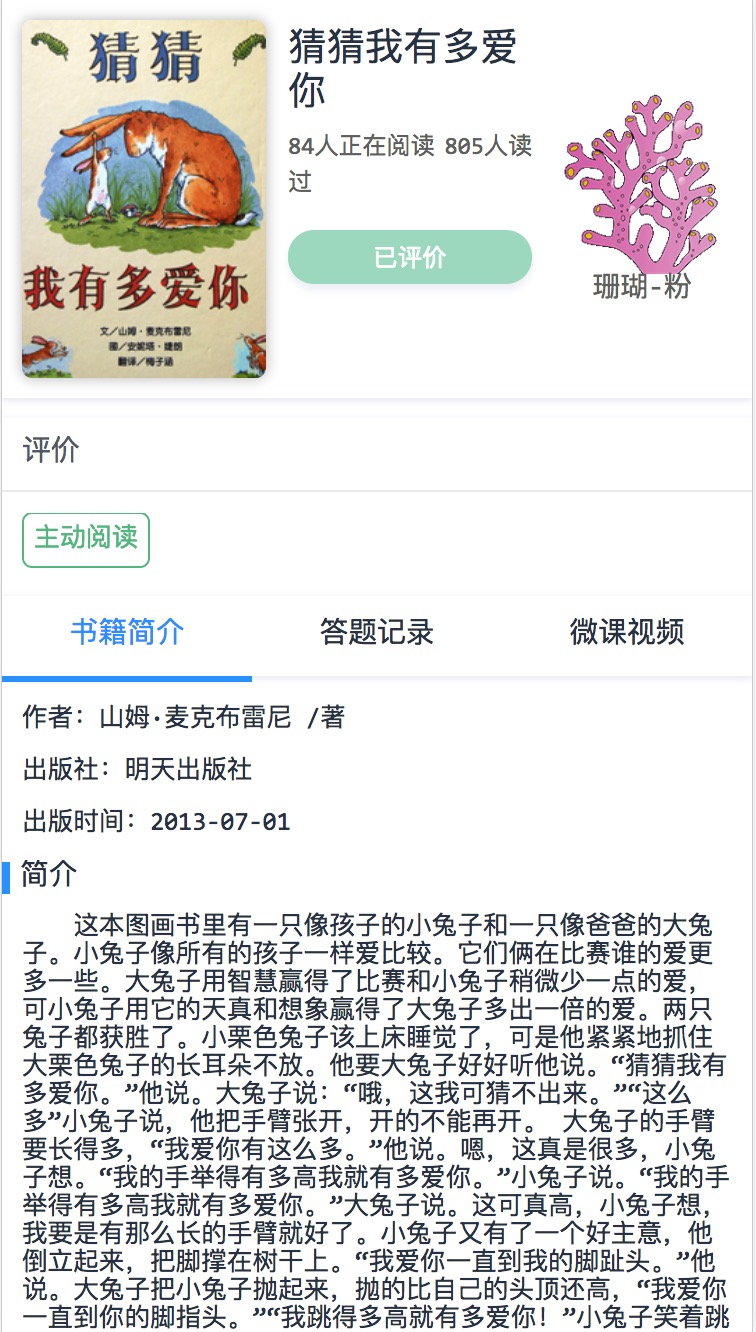 猜猜
我有多爱你
文／山姆·麦克布雷尼
图／安妮塔·婕朗
翻译／梅子涵
猜猜我有多爱
你
84人正在阅读 805人读
过
已评价
珊瑚-粉
评价
主动阅读
书籍简介 答题记录 微课视频
作者：山姆·麦克布雷尼 /著
出版社：明天出版社
出版时间：2013-07-01
简介
这本图画书里有一只像孩子的小兔子和一只像爸爸的大兔
子。小兔子像所有的孩子一样爱比较。它们俩在比赛谁的爱更
多一些。大兔子用智慧赢得了比赛和小兔子稍微少一点的爱，
可小兔子用它的天真和想象赢得了大兔子多出一倍的爱。两只
兔子都获胜了。小栗色兔子该上床睡觉了，可是他紧紧地抓住
大栗色兔子的长耳朵不放。他要大兔子好好听他说。“猜猜我有
多爱你。”他说。大兔子说：“哦，这我可猜不出来。”“这么
多”小兔子说，他把手臂张开，开的不能再开。 大兔子的手臂
要长得多，“我爱你有这么多。”他说。嗯，这真是很多，小兔
子想。“我的手举得有多高我就有多爱你。”小兔子说。“我的手
举得有多高我就有多爱你。”大兔子说。这可真高，小兔子想，
我要是有那么长的手臂就好了。小兔子又有了一个好主意，他
倒立起来，把脚撑在树干上。“我爱你一直到我的脚趾头。”他
说。大兔子把小兔子抛起来，抛的比自己的头顶还高，“我爱你
一直到你的脚指头。”“我跳得多高就有多爱你！”小兔子笑着跳